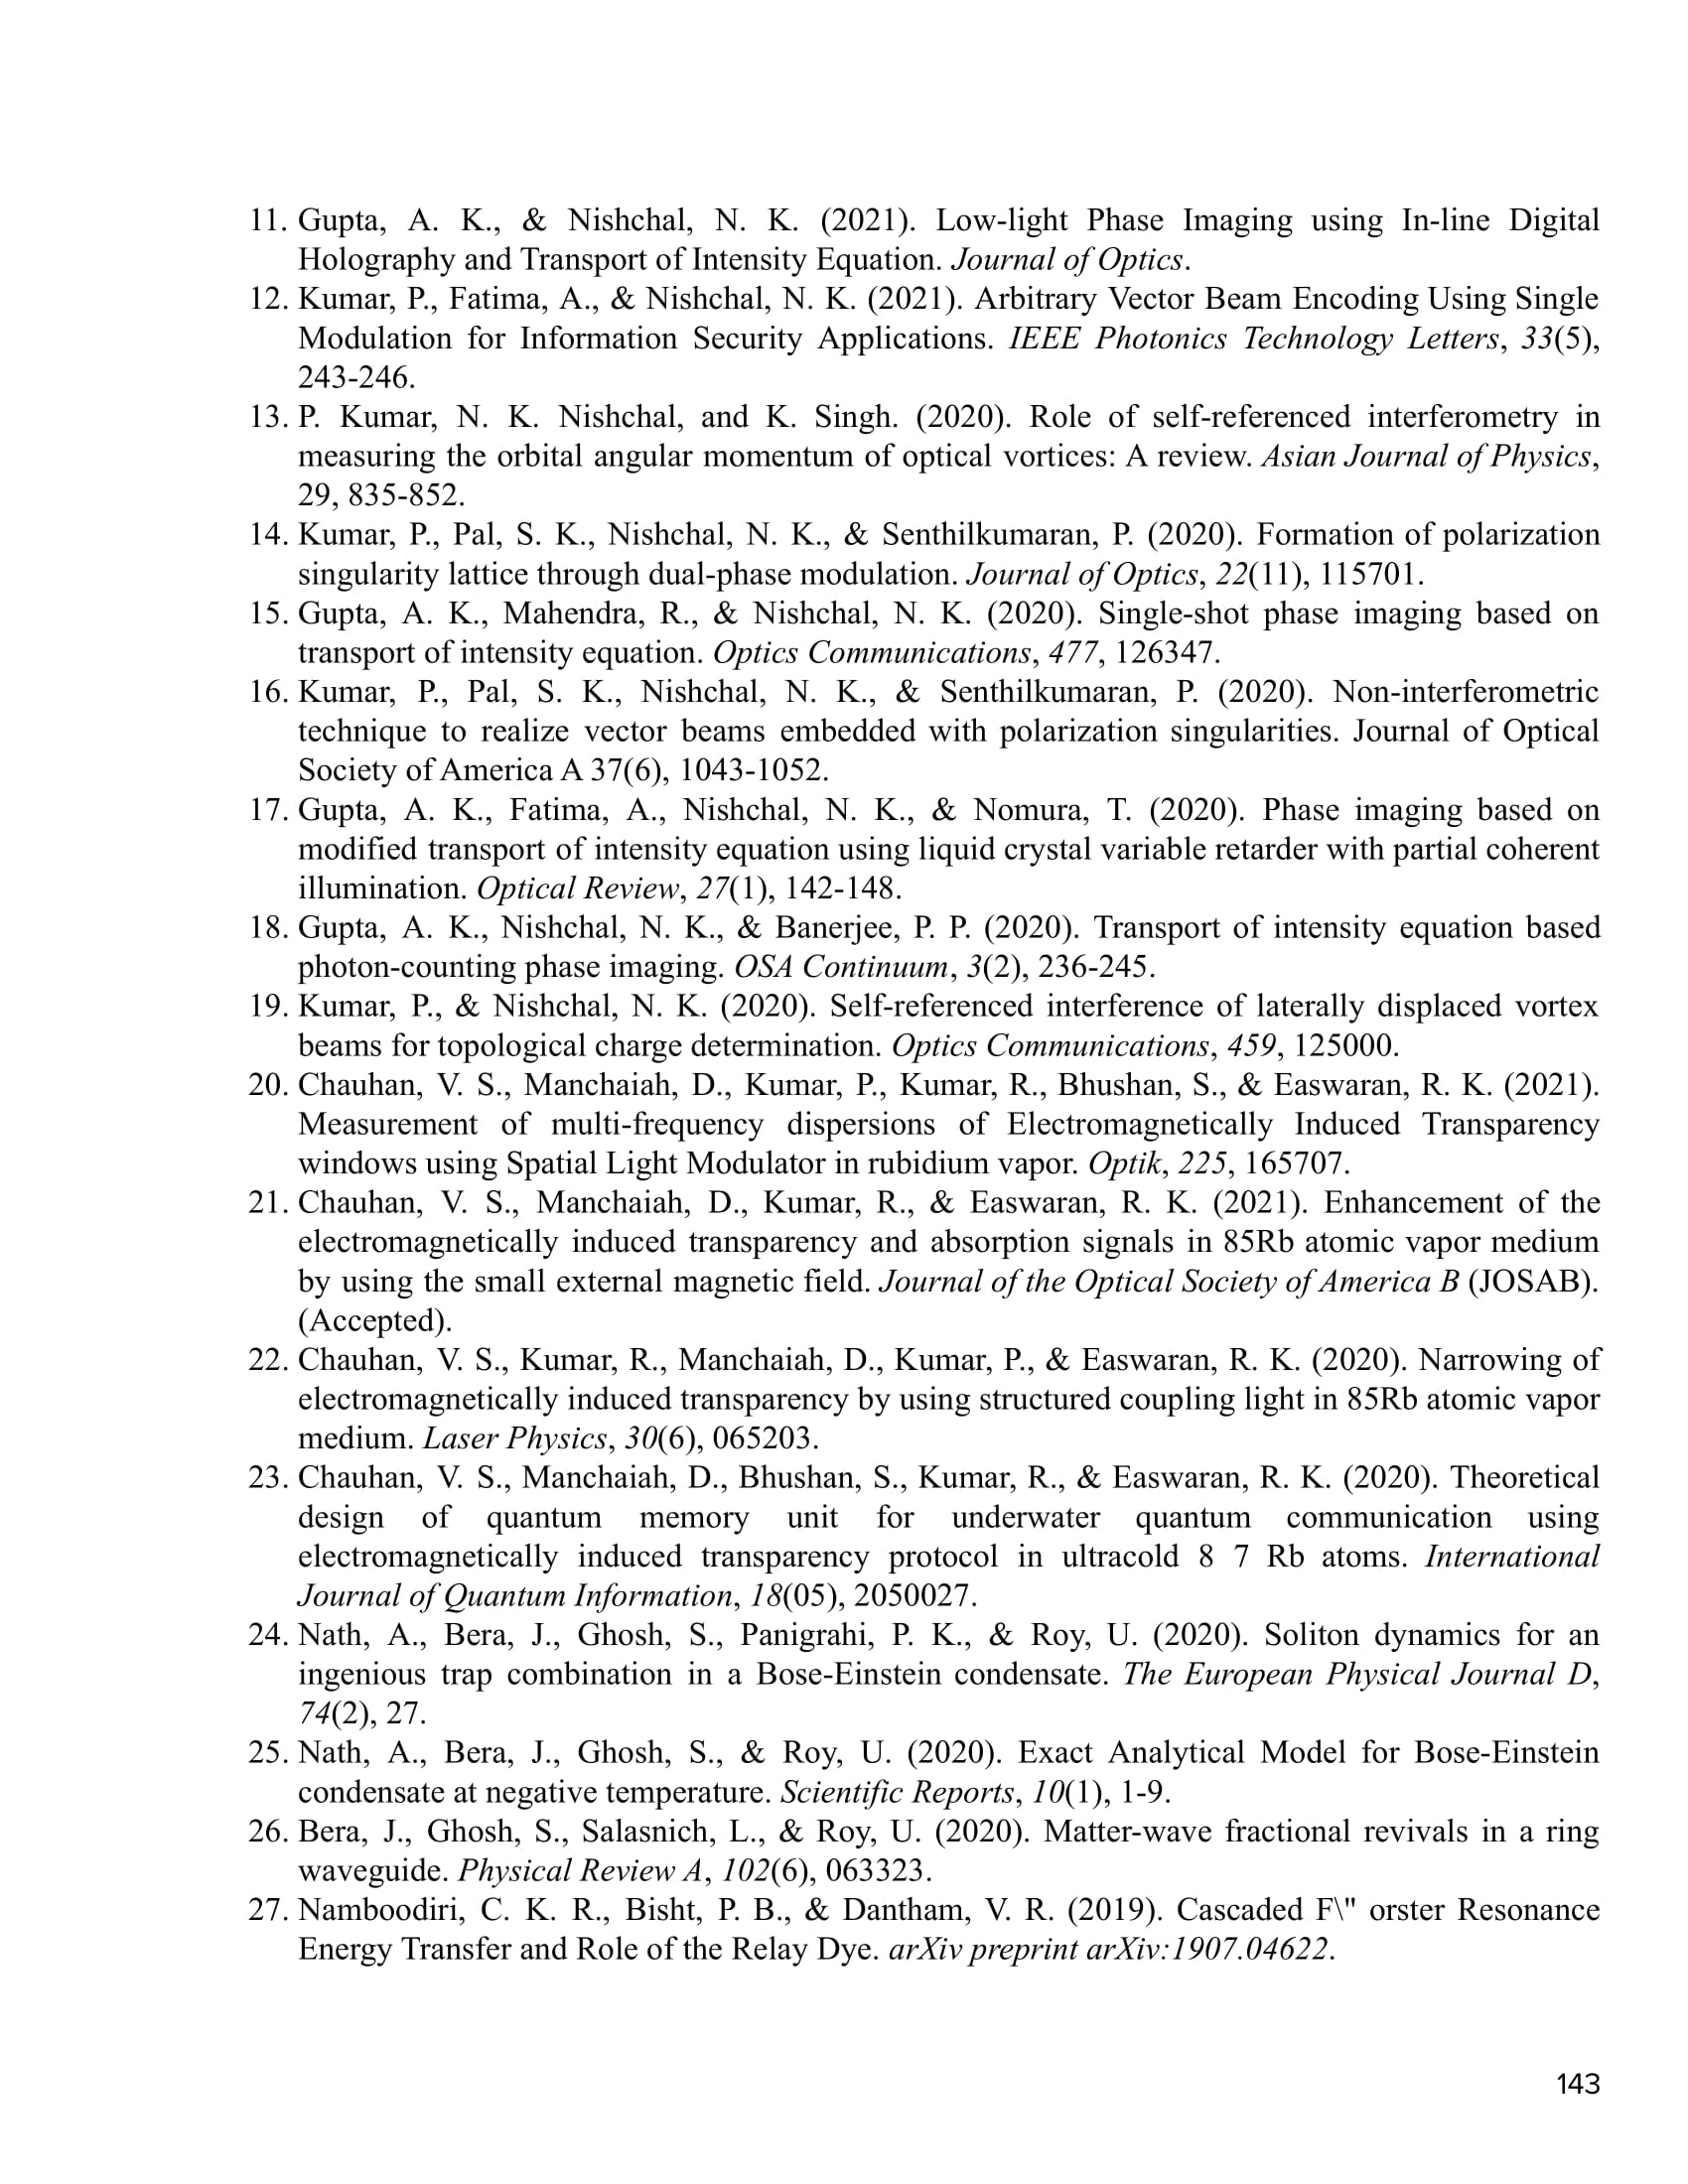 11. Gupta, A. K., & Nishchal, N. K. (2021). Low-light Phase Imaging using In-line Digital
Holography and Transport of Intensity Equation. Journal of Optics.
12. Kumar, P., Fatima, A., & Nishchal, N. K. (2021). Arbitrary Vector Beam Encoding Using Single
Modulation for Information Security Applications. IEEE Photonics Technology Letters, 33(5),
243-246.
13. P. Kumar, N. K. Nishchal, and K. Singh. (2020). Role of self-referenced interferometry in
measuring the orbital angular momentum of optical vortices: A review. Asian Journal of Physics,
29, 835-852.
14. Kumar, P., Pal, S. K., Nishchal, N. K., & Senthilkumaran, P. (2020). Formation of polarization
singularity lattice through dual-phase modulation. Journal of Optics, 22(11), 115701.
15. Gupta, A. K., Mahendra, R., & Nishchal, N. K. (2020). Single-shot phase imaging based on
transport of intensity equation. Optics Communications, 477, 126347.
16. Kumar, P., Pal, S. K., Nishchal, N. K., & Senthilkumaran, P. (2020). Non-interferometric
technique to realize vector beams embedded with polarization singularities. Journal of Optical
Society of America A 37(6), 1043-1052.
17. Gupta, A. K., Fatima, A., Nishchal, N. K., & Nomura, T. (2020). Phase imaging based on
modified transport of intensity equation using liquid crystal variable retarder with partial coherent
illumination. Optical Review, 27(1), 142-148.
18. Gupta, A. K., Nishchal, N. K., & Banerjee, P. P. (2020). Transport of intensity equation based
photon-counting phase imaging. OSA Continuum, 3(2), 236-245.
19. Kumar, P., & Nishchal, N. K. (2020). Self-referenced interference of laterally displaced vortex
beams for topological charge determination. Optics Communications, 459, 125000.
20. Chauhan, V. S., Manchaiah, D., Kumar, P., Kumar, R., Bhushan, S., & Easwaran, R. K. (2021).
Measurement of multi-frequency dispersions of Electromagnetically Induced Transparency
windows using Spatial Light Modulator in rubidium vapor. Optik, 225, 165707.
21. Chauhan, V. S., Manchaiah, D., Kumar, R., & Easwaran, R. K. (2021). Enhancement of the
electromagnetically induced transparency and absorption signals in 85Rb atomic vapor medium
by using the small external magnetic field. Journal of the Optical Society of America B (JOSAB).
(Accepted).
22. Chauhan, V. S., Kumar, R., Manchaiah, D., Kumar, P., & Easwaran, R. K. (2020). Narrowing of
electromagnetically induced transparency by using structured coupling light in 85Rb atomic vapor
medium. Laser Physics, 30(6), 065203.
23. Chauhan, V. S., Manchaiah, D., Bhushan, S., Kumar, R., & Easwaran, R. K. (2020). Theoretical
design of quantum memory unit for underwater quantum communication using
electromagnetically induced transparency protocol in ultracold 8 7 Rb atoms. International
Journal of Quantum Information, 18(05), 2050027.
24. Nath, A., Bera, J., Ghosh, S., Panigrahi, P. K., & Roy, U. (2020). Soliton dynamics for an
ingenious trap combination in a Bose-Einstein condensate. The European Physical Journal D,
74(2), 27.
25. Nath, A., Bera, J., Ghosh, S., & Roy, U. (2020). Exact Analytical Model for Bose-Einstein
condensate at negative temperature. Scientific Reports, 10(1), 1-9.
26. Bera, J., Ghosh, S., Salasnich, L., & Roy, U. (2020). Matter-wave fractional revivals in a ring
waveguide. Physical Review A, 102(6), 063323.
27. Namboodiri, C. K. R., Bisht, P. B., & Dantham, V. R. (2019). Cascaded F\" orster Resonance
Energy Transfer and Role of the Relay Dye. arXiv preprint arXiv:1907.04622.
143